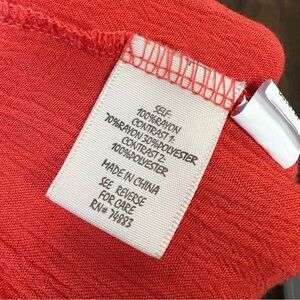 SELF:
100%RAYON
CONTRAST 1:
70%RAYON 30%POLYESTER
CONTRAST 2:
100%POLYESTER
MADE IN CHINA
SEE REVERSE
FOR CARE
RN# 74883